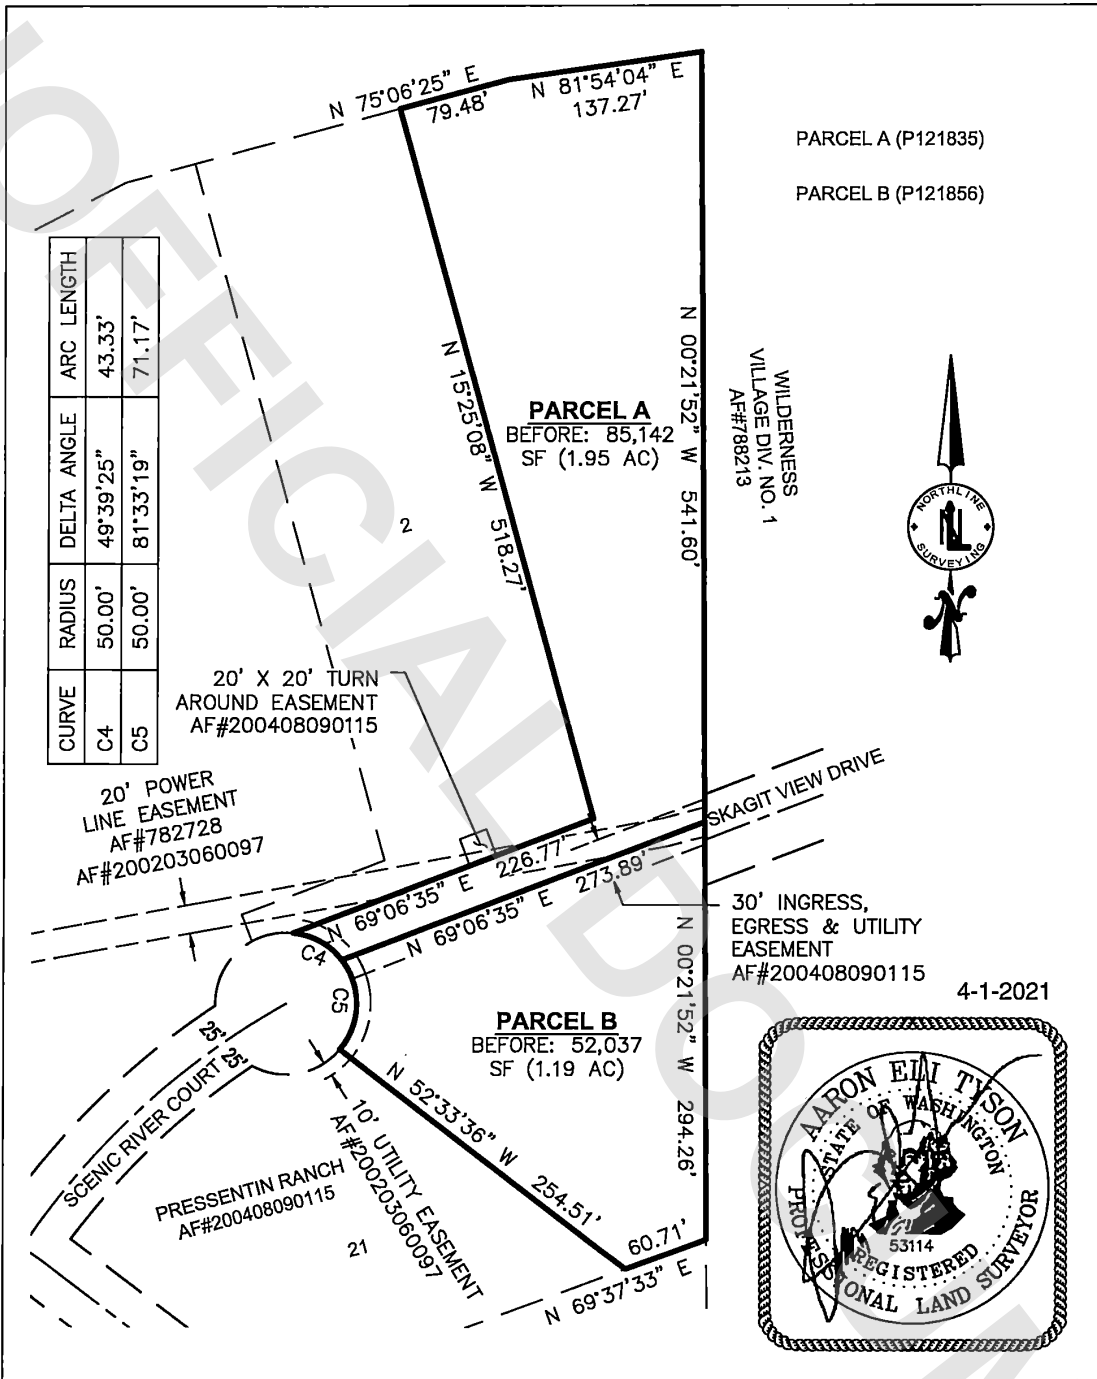 N 75°06'25" E
79.48'
N 81°54'04" E
137.27'
PARCEL A (P121835)
PARCEL B (P121856)
CURVE RADIUS DELTA ANGLE ARC LENGTH
C4 50.00' 49°39'25" 43.33'
C5 50.00' 81°33'19" 71.17'
N 15°25'08" W 518.27'
PARCEL A
BEFORE: 85,142
SF (1.95 AC)
N 00°21'52" W 541.60'
WILDERNESS
VILLAGE DIV. NO. 1
AF#788213
NORTHLINE
SURVEYING
2
20' X 20' TURN
AROUND EASEMENT
AF#200408090115
20' POWER
LINE EASEMENT
AF#782728
AF#200203060097
SKAGIT VIEW DRIVE
N 69°06'35" E 226.77'
N 69°06'35" E 273.89'
C4
C5
30' INGRESS,
EGRESS & UTILITY
EASEMENT
AF#200408090115
PARCEL B
BEFORE: 52,037
SF (1.19 AC)
N 00°21'52" W 294.26'
4-1-2021
25'
25'
SCENIC RIVER COURT
N 52°33'36" W 254.51'
10' UTILITY EASEMENT
AF#200203060097
PRESSENTIN RANCH
AF#200408090115
21
60.71'
N 69°37'33" E
AARON ELI TYSON
STATE OF WASHINGTON
53114
REGISTERED
PROFESSIONAL LAND SURVEYOR
UNOFFICIAL DOCUMENT